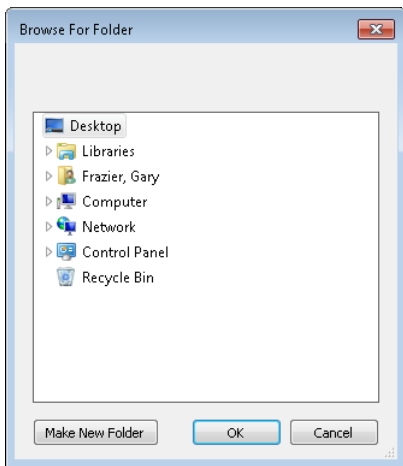 Browse For Folder
Desktop
Libraries
Frazier, Gary
Computer
Network
Control Panel
Recycle Bin
Make New Folder
OK
Cancel